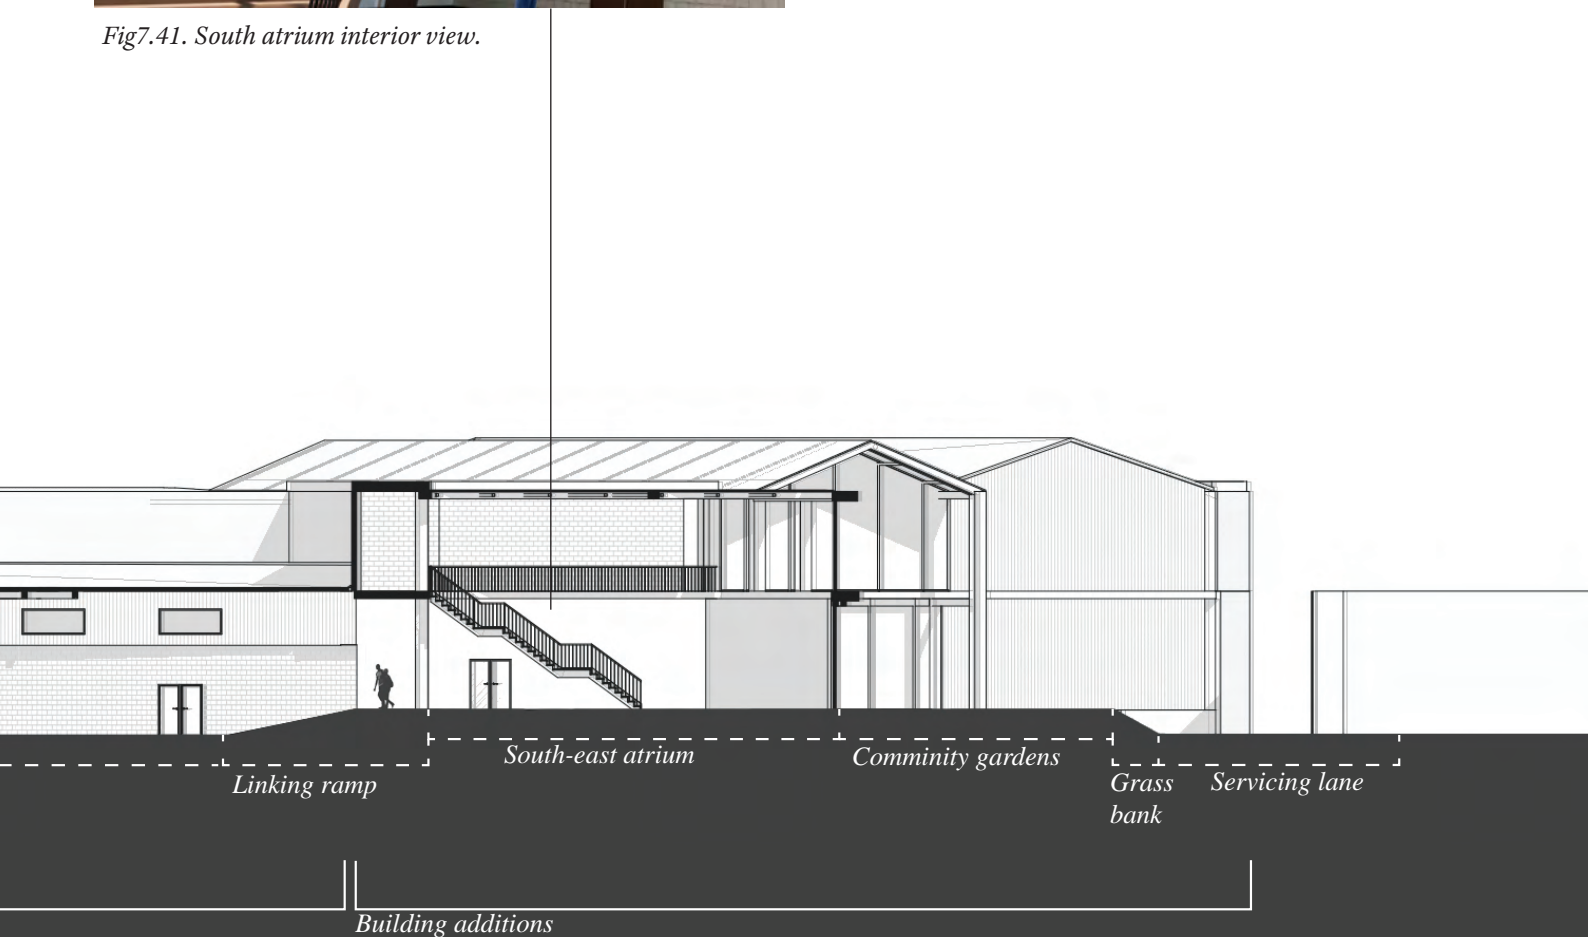 Fig7.41. South atrium interior view.
South-east atrium
Comminity gardens
Linking ramp
Grass
bank
Servicing lane
Building additions